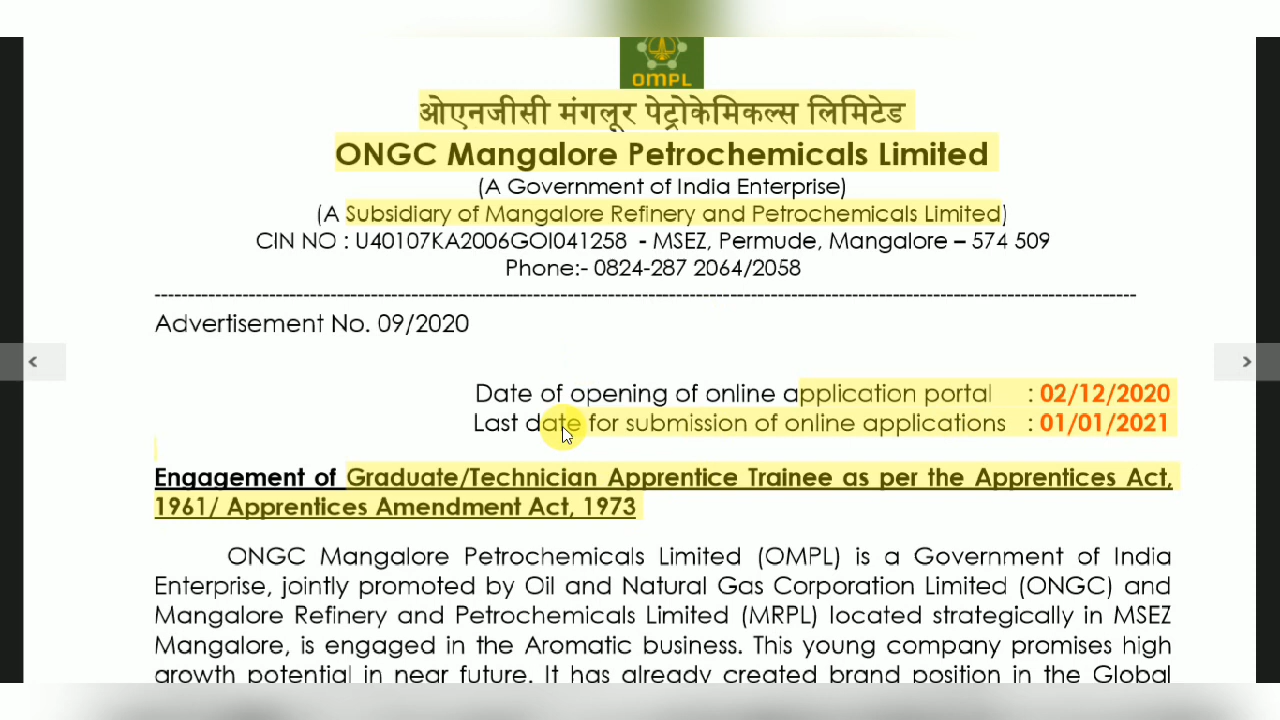 OMPL
ओएनजीसी मंगलूर पेट्रोकेमिकल्स लिमिटेड
ONGC Mangalore Petrochemicals Limited
(A Government of India Enterprise)
(A Subsidiary of Mangalore Refinery and Petrochemicals Limited)
CIN NO : U40107KA2006GOI041258 - MSEZ, Permude, Mangalore – 574 509
Phone:- 0824-287 2064/2058
--------------------------------------------------------------------------------
Advertisement No. 09/2020
Date of opening of online application portal : 02/12/2020
Last date for submission of online applications : 01/01/2021
Engagement of Graduate/Technician Apprentice Trainee as per the Apprentices Act,
1961/ Apprentices Amendment Act, 1973
ONGC Mangalore Petrochemicals Limited (OMPL) is a Government of India
Enterprise, jointly promoted by Oil and Natural Gas Corporation Limited (ONGC) and
Mangalore Refinery and Petrochemicals Limited (MRPL) located strategically in MSEZ
Mangalore, is engaged in the Aromatic business. This young company promises high
growth potential in near future. It has already created brand position in the Global